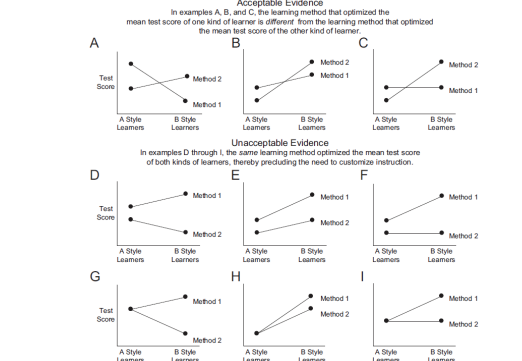 Acceptable Evidence
In examples A, B, and C, the learning method that optimized the
mean test score of one kind of learner is different from the learning method that optimized
the mean test score of the other kind of learner.
A
B
C
Test
Score
Method 2
Method 1
Method 2
Method 1
Method 2
Method 1
A Style
Learners
B Style
Learners
A Style
Learners
B Style
Learners
A Style
Learners
B Style
Learners
Unacceptable Evidence
In examples D through I, the same learning method optimized the mean test score
of both kinds of learners, thereby precluding the need to customize instruction.
D
E
F
Test
Score
Method 1
Method 2
Method 1
Method 2
Method 1
Method 2
A Style
Learners
B Style
Learners
A Style
Learners
B Style
Learners
A Style
Learners
B Style
Learners
G
H
I
Test
Score
Method 1
Method 2
Method 1
Method 2
Method 1
Method 2
A Style
Learners
B Style
Learners
A Style
Learners
B Style
Learners
A Style
Learners
B Style
Learners